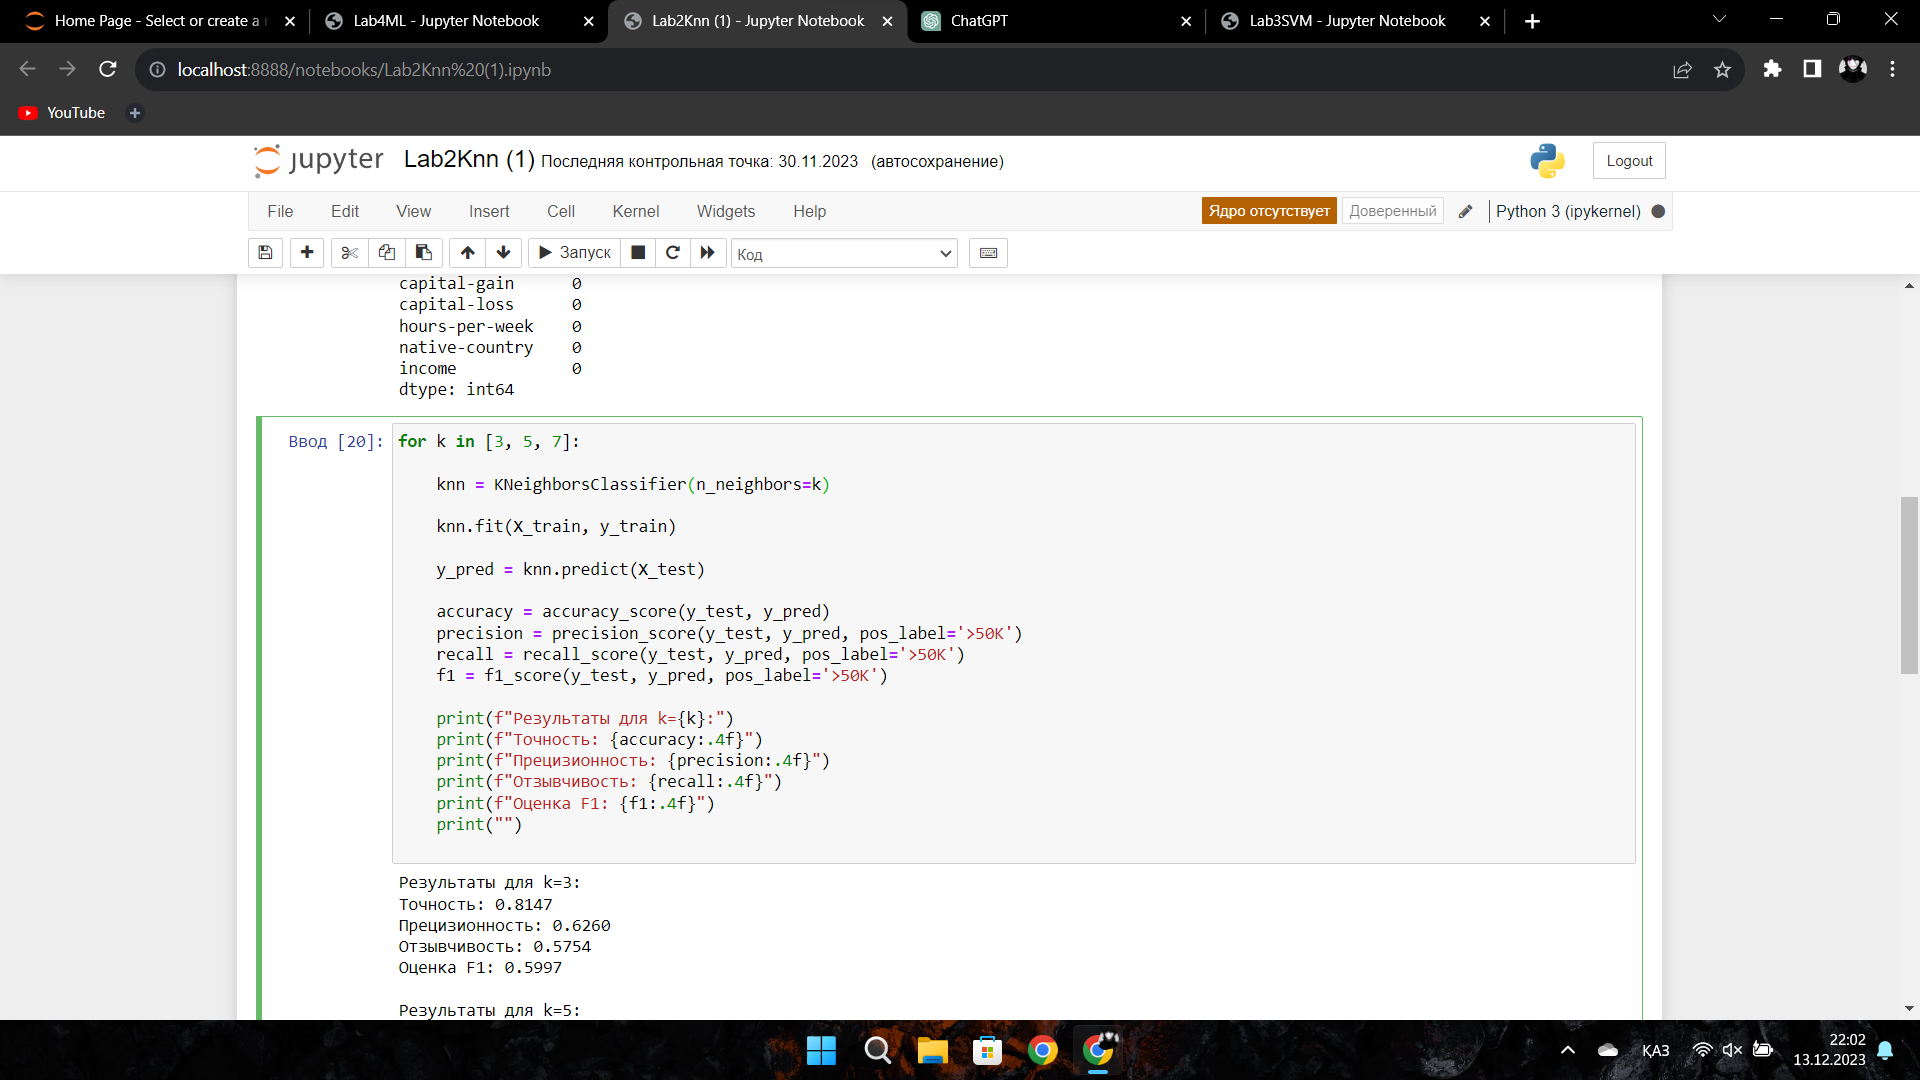 Home Page - Select or create a n
Lab4ML - Jupyter Notebook
Lab2Knn (1) - Jupyter Notebook
ChatGPT
Lab3SVM - Jupyter Notebook
localhost:8888/notebooks/Lab2Knn%20(1).ipynb
YouTube
jupyter Lab2Knn (1) Последняя контрольная точка: 30.11.2023 (автосохранение)
Logout
File Edit View Insert Cell Kernel Widgets Help
Ядро отсутствует Доверенный Python 3 (ipykernel)
Запуск Код
capital-gain 0
capital-loss 0
hours-per-week 0
native-country 0
income 0
dtype: int64
Ввод [20]: for k in [3, 5, 7]:
knn = KNeighborsClassifier(n_neighbors=k)
knn.fit(X_train, y_train)
y_pred = knn.predict(X_test)
accuracy = accuracy_score(y_test, y_pred)
precision = precision_score(y_test, y_pred, pos_label='>50K')
recall = recall_score(y_test, y_pred, pos_label='>50K')
f1 = f1_score(y_test, y_pred, pos_label='>50K')
print(f"Результаты для k={k}:")
print(f"Точность: {accuracy:.4f}")
print(f"Прецизионность: {precision:.4f}")
print(f"Отзывчивость: {recall:.4f}")
print(f"Оценка F1: {f1:.4f}")
print("")
Результаты для k=3:
Точность: 0.8147
Прецизионность: 0.6260
Отзывчивость: 0.5754
Оценка F1: 0.5997
Результаты для k=5:
ҚАЗ
22:02
13.12.2023